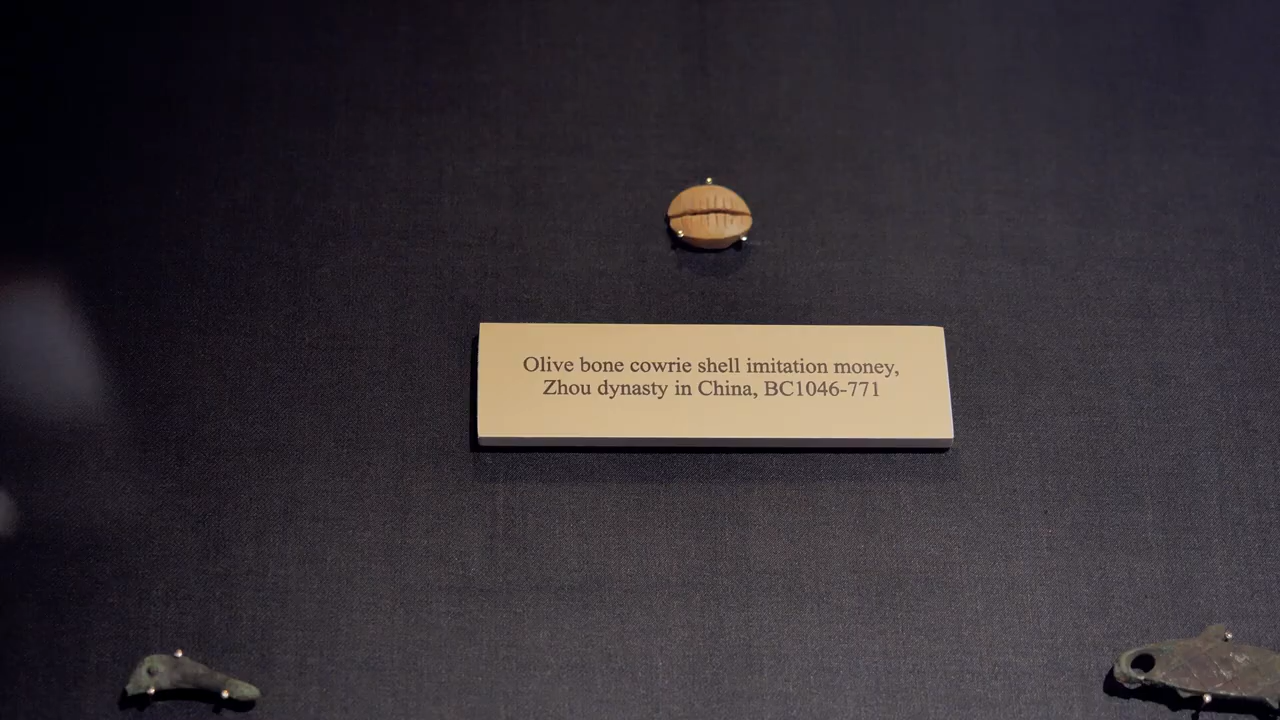 Olive bone cowrie shell imitation money,
Zhou dynasty in China, BC1046-771